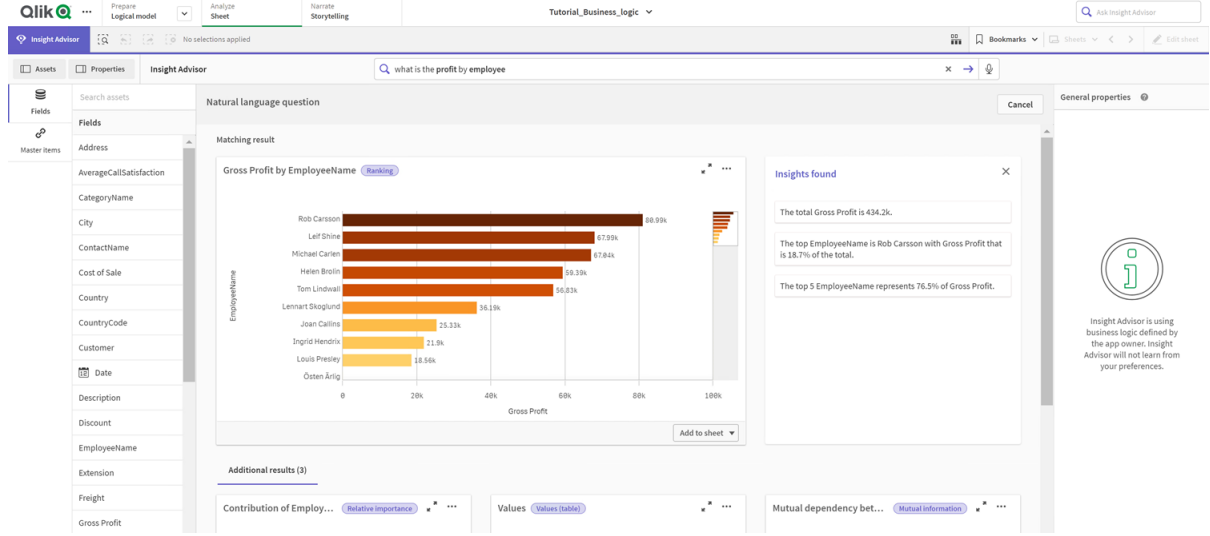 Qlik
Prepare
Logical model
Analyze
Sheet
Narrate
Storytelling
Tutorial_Business_logic
Ask Insight Advisor
Insight Advisor
No selections applied
Bookmarks
Sheets
Edit sheet
Assets
Properties
Insight Advisor
what is the profit by employee
Fields
Master items
Search assets
Fields
Address
AverageCallSatisfaction
CategoryName
City
ContactName
Cost of Sale
Country
CountryCode
Customer
Date
Description
Discount
EmployeeName
Extension
Freight
Gross Profit
Natural language question
Cancel
Matching result
Gross Profit by EmployeeName
Ranking
EmployeeName
Rob Carsson 80.99k
Leif Shine 67.99k
Michael Carlen 67.04k
Helen Brolin 59.39k
Tom Lindwall 56.83k
Lennart Skoglund 36.19k
Joan Callins 25.33k
Ingrid Hendrix 21.9k
Louis Presley 18.56k
Östen Ärlig
0 20k 40k 60k 80k 100k
Gross Profit
Add to sheet
Insights found
The total Gross Profit is 434.2k.
The top EmployeeName is Rob Carsson with Gross Profit that
is 18.7% of the total.
The top 5 EmployeeName represents 76.5% of Gross Profit.
Additional results (3)
Contribution of Employ...
Relative importance
Values
Values (table)
Mutual dependency bet...
Mutual information
General properties
Insight Advisor is using
business logic defined by
the app owner. Insight
Advisor will not learn from
your preferences.